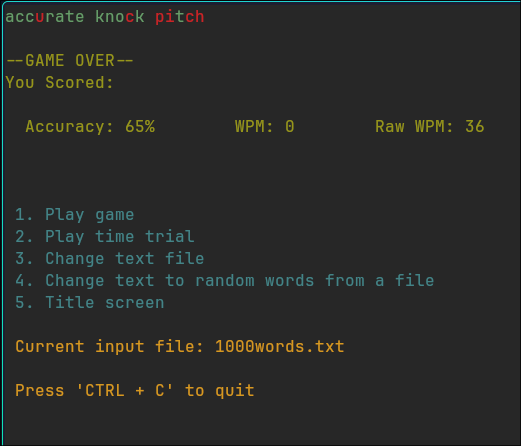 accurate knock pitch
--GAME OVER--
You Scored:
Accuracy: 65% WPM: 0 Raw WPM: 36
1. Play game
2. Play time trial
3. Change text file
4. Change text to random words from a file
5. Title screen
Current input file: 1000words.txt
Press 'CTRL + C' to quit